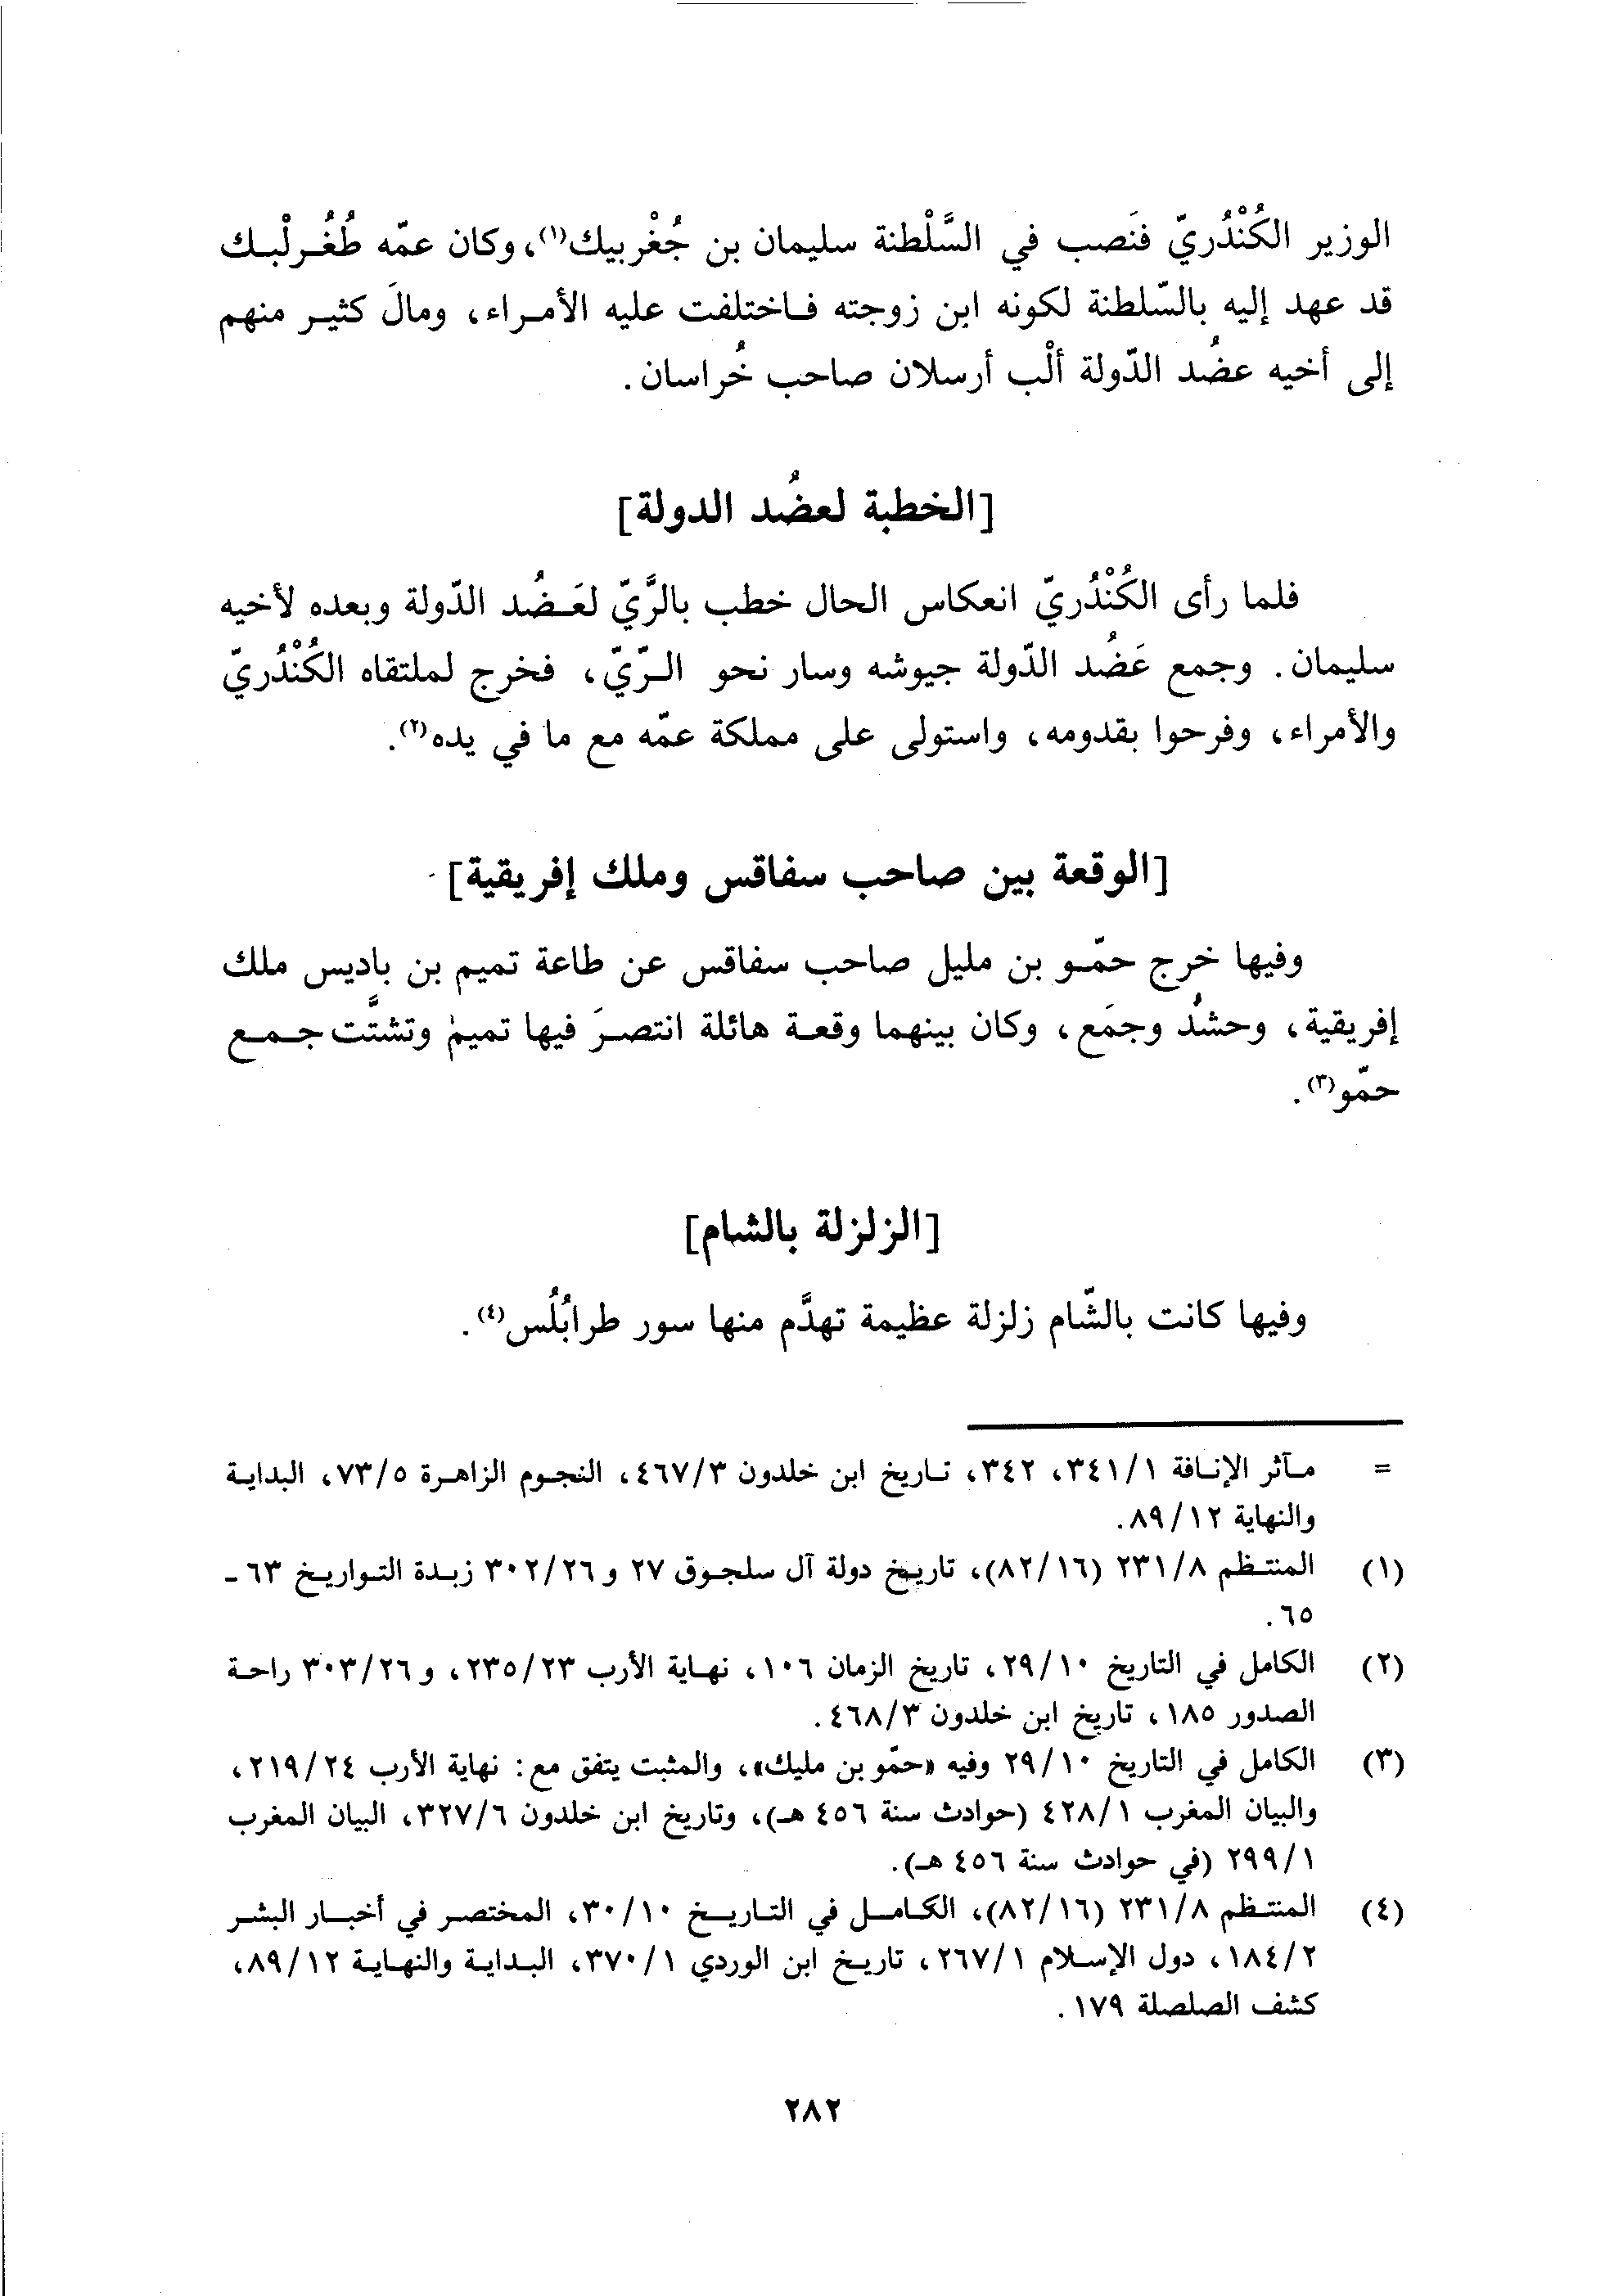 الوزير الكُنْدُريّ فنَصب في السَّلْطنة سليمان بن جُغْربيك(١)، وكان عمّه طُغُرلْبك
قد عهد إليه بالسّلطنة لكونه ابن زوجته فاختلفت عليه الأمراء، ومالَ كثير منهم
إلى أخيه عضُد الدّولة ألْب أرسلان صاحب خُراسان.
[الخطبة لعضُد الدولة]
فلما رأى الكُنْدُريّ انعكاس الحال خطب بالرَّيّ لعَضُد الدّولة وبعده لأخيه
سليمان. وجمع عَضُد الدّولة جيوشه وسار نحو الرّيّ، فخرج لملتقاه الكُنْدُريّ
والأمراء، وفرحوا بقدومه، واستولى على مملكة عمّه مع ما في يده(٢).
[الوقعة بين صاحب سفاقس وملك إفريقية]
وفيها خرج حمّو بن مليل صاحب سفاقس عن طاعة تميم بن باديس ملك
إفريقية، وحشُد وجمَع، وكان بينهما وقعة هائلة انتصرَ فيها تميم وتشتَّت جمع
حمّو(٣).
[الزلزلة بالشام]
وفيها كانت بالشّام زلزلة عظيمة تهدَّم منها سور طرابُلُس(٤).
= مآثر الإنافة ٣٤١/١، ٣٤٢، تاريخ ابن خلدون ٤٦٧/٣، النجوم الزاهرة ٧٣/٥، البداية
والنهاية ٨٩/١٢.
(١) المنتظم ٢٣١/٨ (٨٢/١٦)، تاريخ دولة آل سلجوق ٢٧ و ٣٠٢/٢٦ زبدة التواريخ ٦٣ -
٦٥.
(٢) الكامل في التاريخ ٢٩/١٠، تاريخ الزمان ١٠٦، نهاية الأرب ٢٣٥/٢٣، و ٣٠٣/٢٦ راحة
الصدور ١٨٥، تاريخ ابن خلدون ٤٦٨/٣.
(٣) الكامل في التاريخ ٢٩/١٠ وفيه «حمّو بن مليك»، والمثبت يتفق مع: نهاية الأرب ٢١٩/٢٤،
والبيان المغرب ٤٢٨/١ (حوادث سنة ٤٥٦ هـ)، وتاريخ ابن خلدون ٣٢٧/٦، البيان المغرب
٢٩٩/١ (في حوادث سنة ٤٥٦ هـ).
(٤) المنتظم ٢٣١/٨ (٨٢/١٦)، الكامل في التاريخ ٣٠/١٠، المختصر في أخبار البشر
١٨٤/٢، دول الإسلام ٢٦٧/١، تاريخ ابن الوردي ٣٧٠/١، البداية والنهاية ٨٩/١٢،
كشف الصلصلة ١٧٩.
٢٨٢